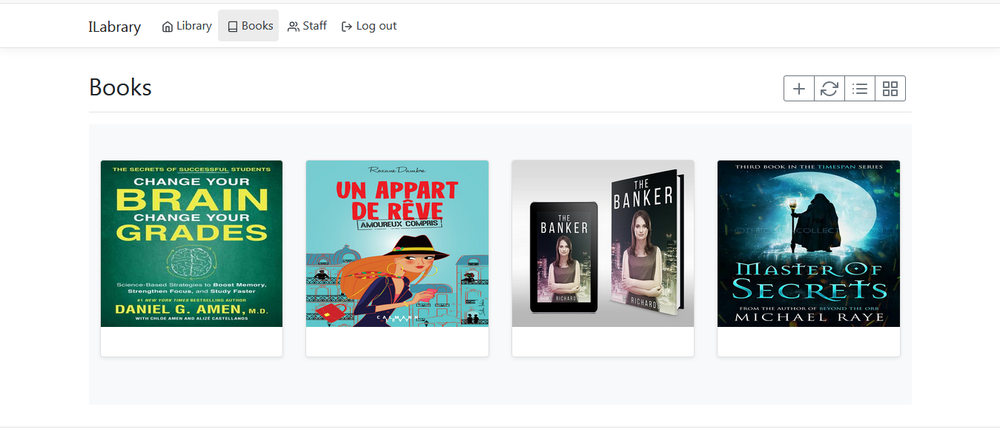 ILabrary
Library
Books
Staff
Log out
Books
THE SECRETS OF SUCCESSFUL STUDENTS
CHANGE YOUR
BRAIN
CHANGE YOUR
GRADES
Science-Based Strategies to Boost Memory,
Strengthen Focus, and Study Faster
#1 NEW YORK TIMES BESTSELLING AUTHOR
DANIEL G. AMEN, M.D.
WITH CHLOE AMEN AND ALIZÉ CASTELLANOS
Roxane Dambre
UN APPART
DE RÊVE
AMOUREUX COMPRIS
CALMANN
LEVY
THE
BANKER
RICHARD
THE
BANKER
RICHARDS
THIRD BOOK IN THE TIMESPAN SERIES
MASTER OF
SECRETS
FROM THE AUTHOR OF BEYOND THE ORB
MICHAEL RAYE